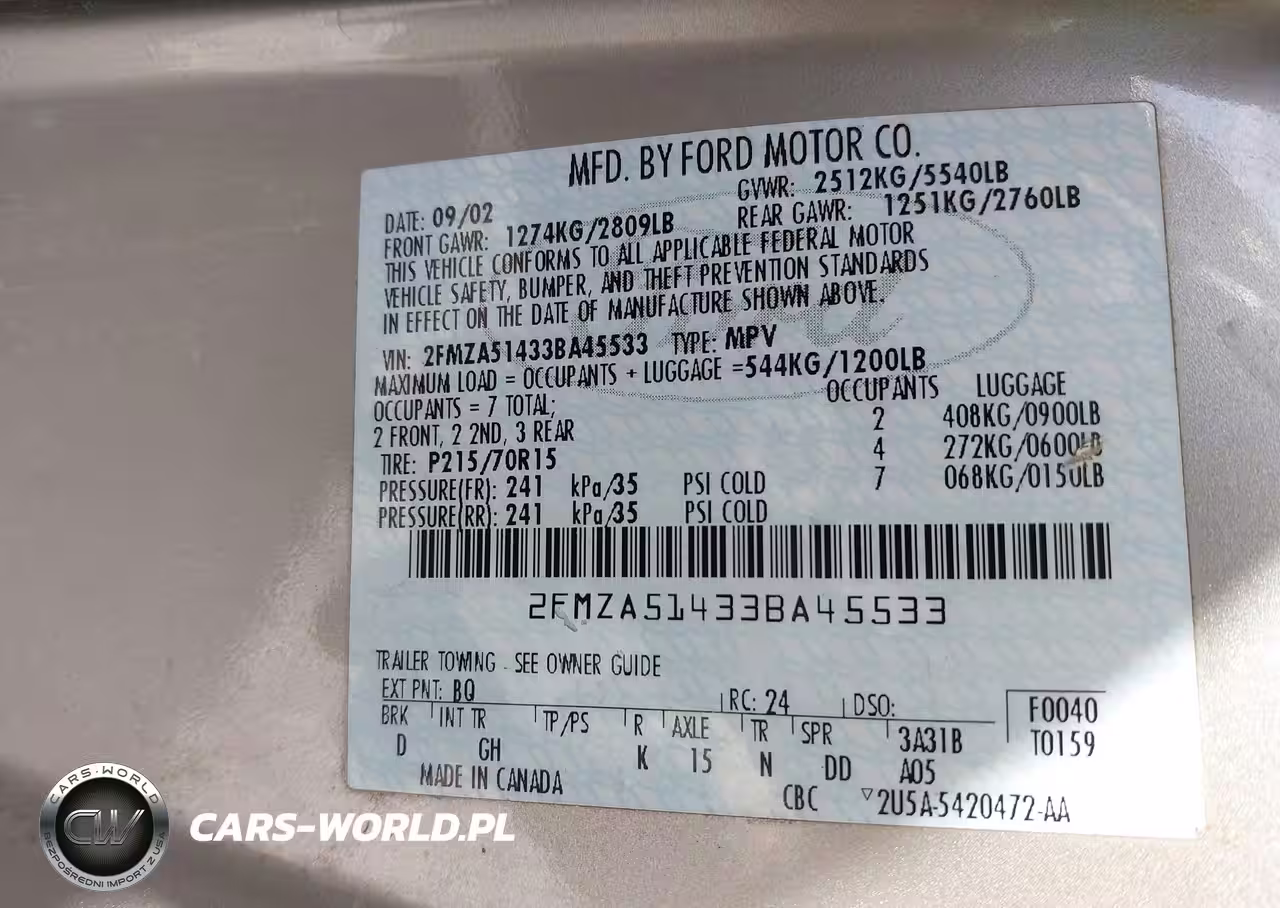 MFD. BY FORD MOTOR CO.
DATE: 09/02 GVWR: 2512KG/5540LB
FRONT GAWR: 1274KG/2809LB REAR GAWR: 1251KG/2760LB
THIS VEHICLE CONFORMS TO ALL APPLICABLE FEDERAL MOTOR
VEHICLE SAFETY, BUMPER, AND THEFT PREVENTION STANDARDS
IN EFFECT ON THE DATE OF MANUFACTURE SHOWN ABOVE.
VIN: 2FMZA51433BA45533 TYPE: MPV
MAXIMUM LOAD = OCCUPANTS + LUGGAGE =544KG/1200LB
OCCUPANTS = 7 TOTAL; OCCUPANTS LUGGAGE
2 FRONT, 2 2ND, 3 REAR 2 408KG/0900LB
TIRE: P215/70R15 4 272KG/0600LB
PRESSURE(FR): 241 kPa/35 PSI COLD 7 068KG/0150LB
PRESSURE(RR): 241 kPa/35 PSI COLD
2FMZA51433BA45533
TRAILER TOWING - SEE OWNER GUIDE
EXT PNT: BQ RC: 24 DSO: F0040
BRK INT TR TP/PS R AXLE TR SPR 3A31B T0159
D GH K 15 N DD A05
MADE IN CANADA CBC ▽2U5A-5420472-AA
CARS-WORLD
CW
BEZPOŚREDNI IMPORT Z USA
CARS-WORLD.PL